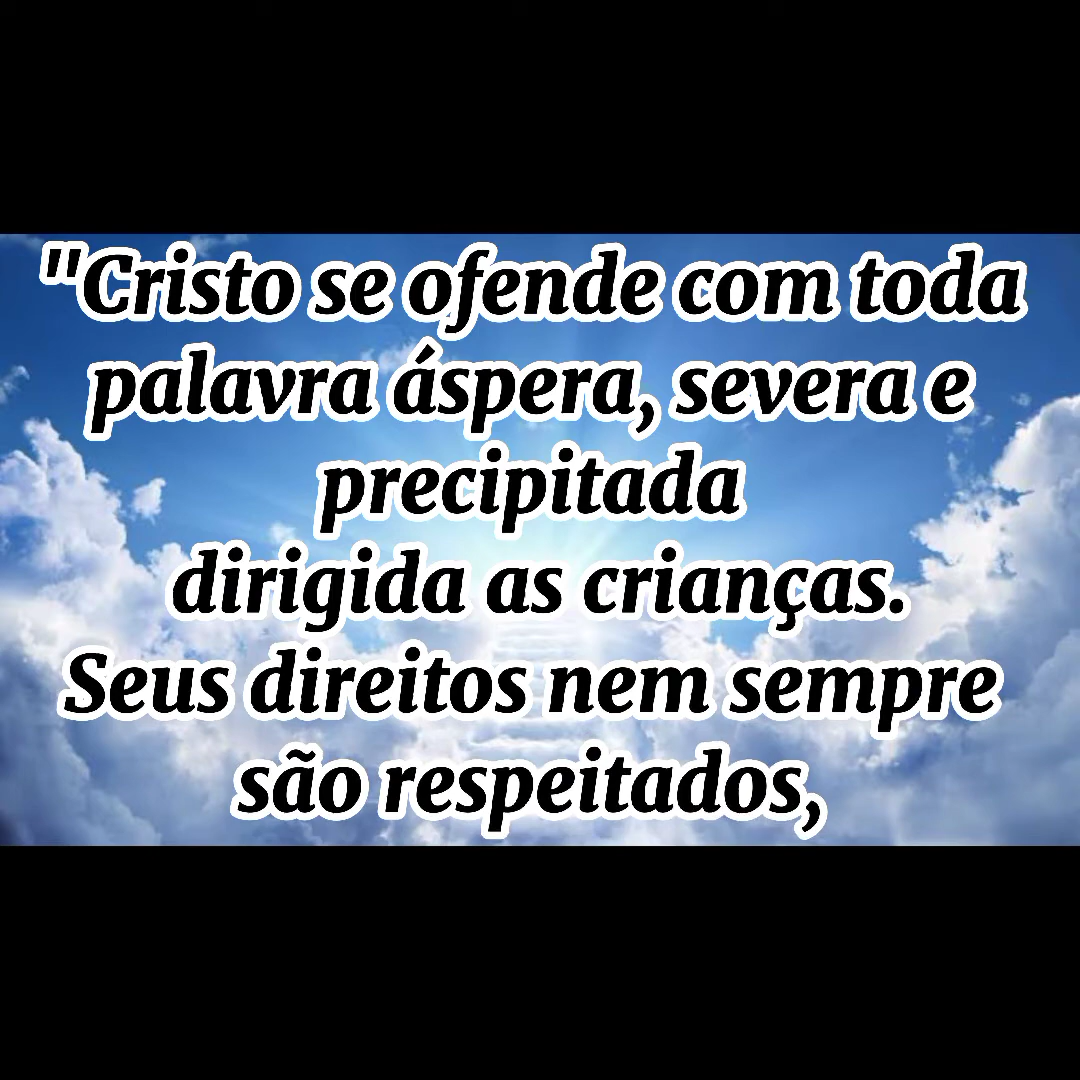 "Cristo se ofende com toda
palavra áspera, severa e
precipitada
dirigida as crianças.
Seus direitos nem sempre
são respeitados,